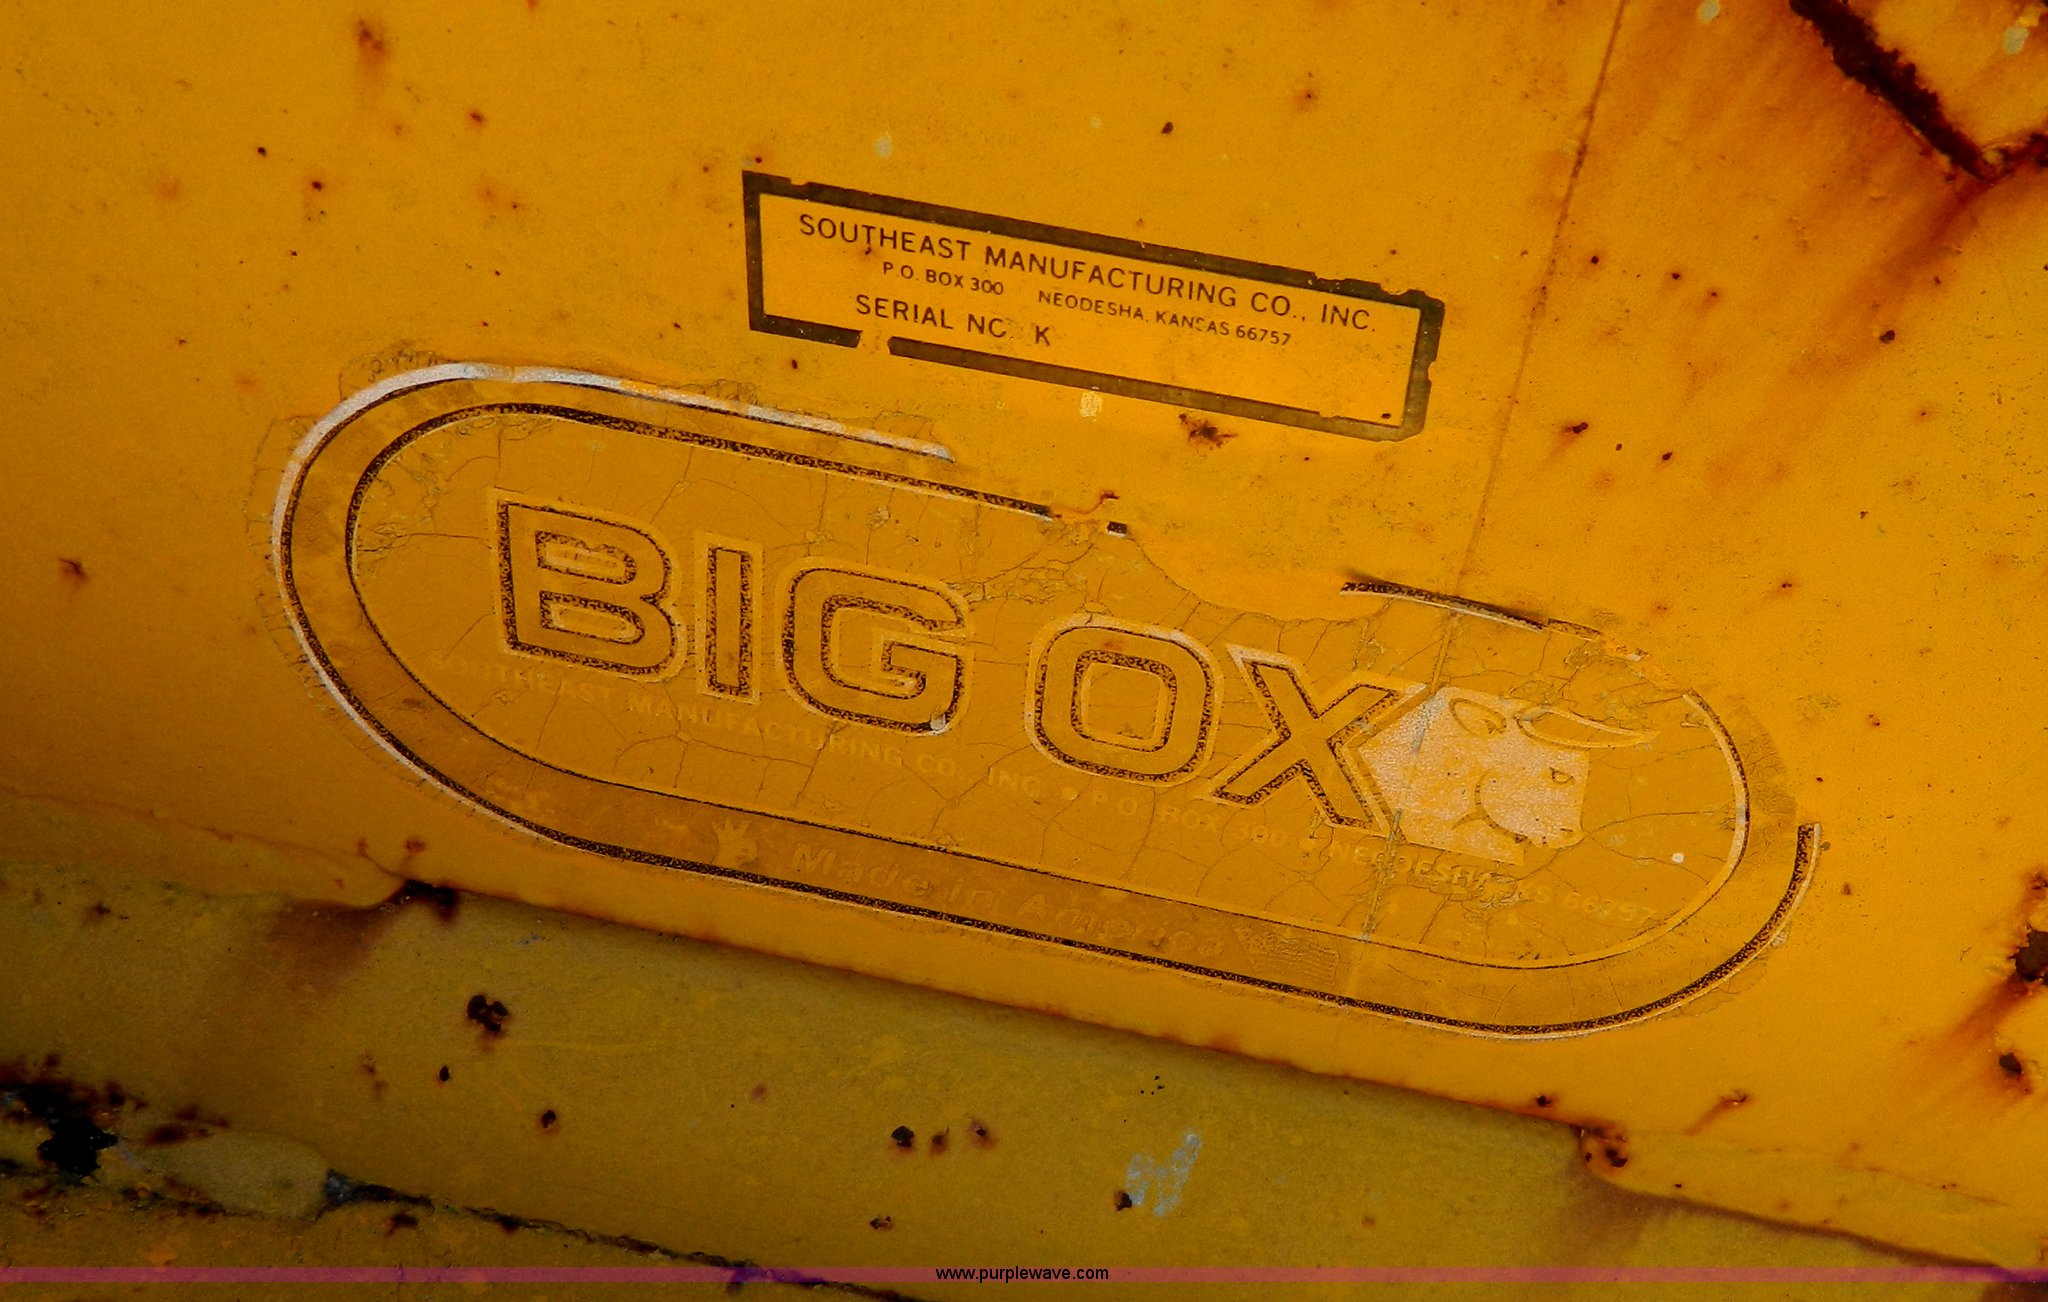 SOUTHEAST MANUFACTURING CO., INC.
P.O. BOX 300 NEODESHA, KANSAS 66757
SERIAL NO K
BIG OX
SOUTHEAST MANUFACTURING CO., INC. • P.O. BOX 300 • NEODESHA, KS 66757
Made in America
www.purplewave.com